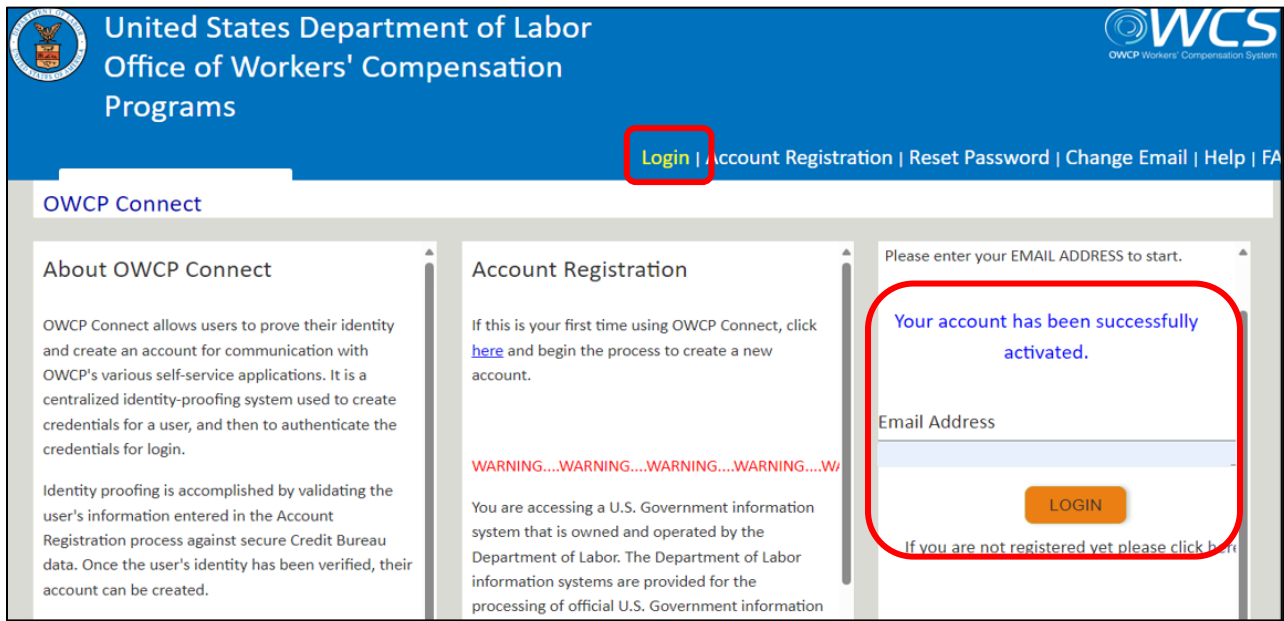 United States Department of Labor
Office of Workers' Compensation
Programs
OWCS
OWCP Workers' Compensation System
Login | Account Registration | Reset Password | Change Email | Help | FA
OWCP Connect
About OWCP Connect
OWCP Connect allows users to prove their identity
and create an account for communication with
OWCP's various self-service applications. It is a
centralized identity-proofing system used to create
credentials for a user, and then to authenticate the
credentials for login.
Identity proofing is accomplished by validating the
user's information entered in the Account
Registration process against secure Credit Bureau
data. Once the user's identity has been verified, their
account can be created.
Account Registration
If this is your first time using OWCP Connect, click
here and begin the process to create a new
account.
WARNING....WARNING....WARNING....WARNING....WA
You are accessing a U.S. Government information
system that is owned and operated by the
Department of Labor. The Department of Labor
information systems are provided for the
processing of official U.S. Government information
Please enter your EMAIL ADDRESS to start.
Your account has been successfully
activated.
Email Address
LOGIN
If you are not registered yet please click here